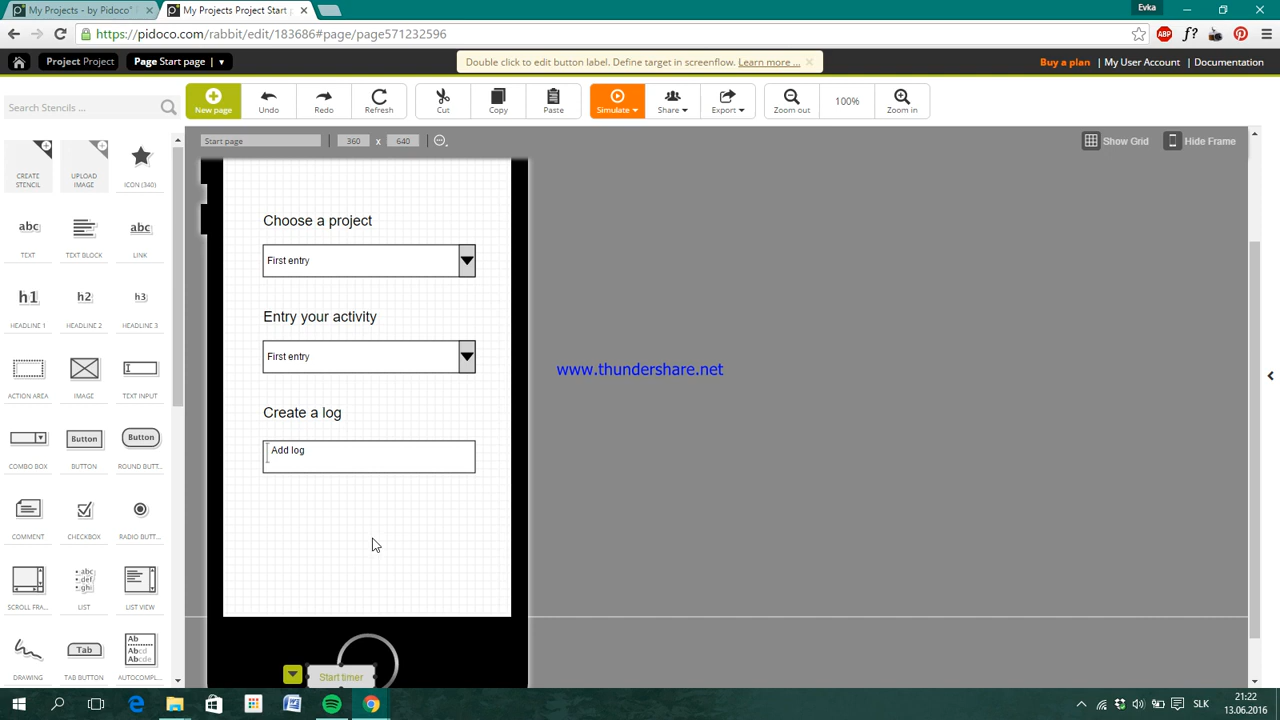 My Projects - by Pidoco°
My Projects Project Start p
Evka
https://pidoco.com/rabbit/edit/183686#page/page571232596
Project Project
Page Start page
Double click to edit button label. Define target in screenflow. Learn more ...
Buy a plan | My User Account | Documentation
Search Stencils ...
New page
Undo
Redo
Refresh
Cut
Copy
Paste
Simulate
Share
Export
Zoom out
100%
Zoom in
Start page
360 x 640
Show Grid
Hide Frame
CREATE STENCIL
UPLOAD IMAGE
ICON (340)
abc
abc
TEXT
TEXT BLOCK
LINK
h1
h2
h3
HEADLINE 1
HEADLINE 2
HEADLINE 3
ACTION AREA
IMAGE
TEXT INPUT
Button
Button
COMBO BOX
BUTTON
ROUND BUTT...
COMMENT
CHECKBOX
RADIO BUTT...
abc
def
ghi
SCROLL FRA...
LIST
LIST VIEW
Tab
Ab
Abcd
Abcde
DRAWING
TAB BUTTON
AUTOCOMPL...
Choose a project
First entry
Entry your activity
First entry
Create a log
Add log
Start timer
www.thundershare.net
SLK
21:22
13.06.2016